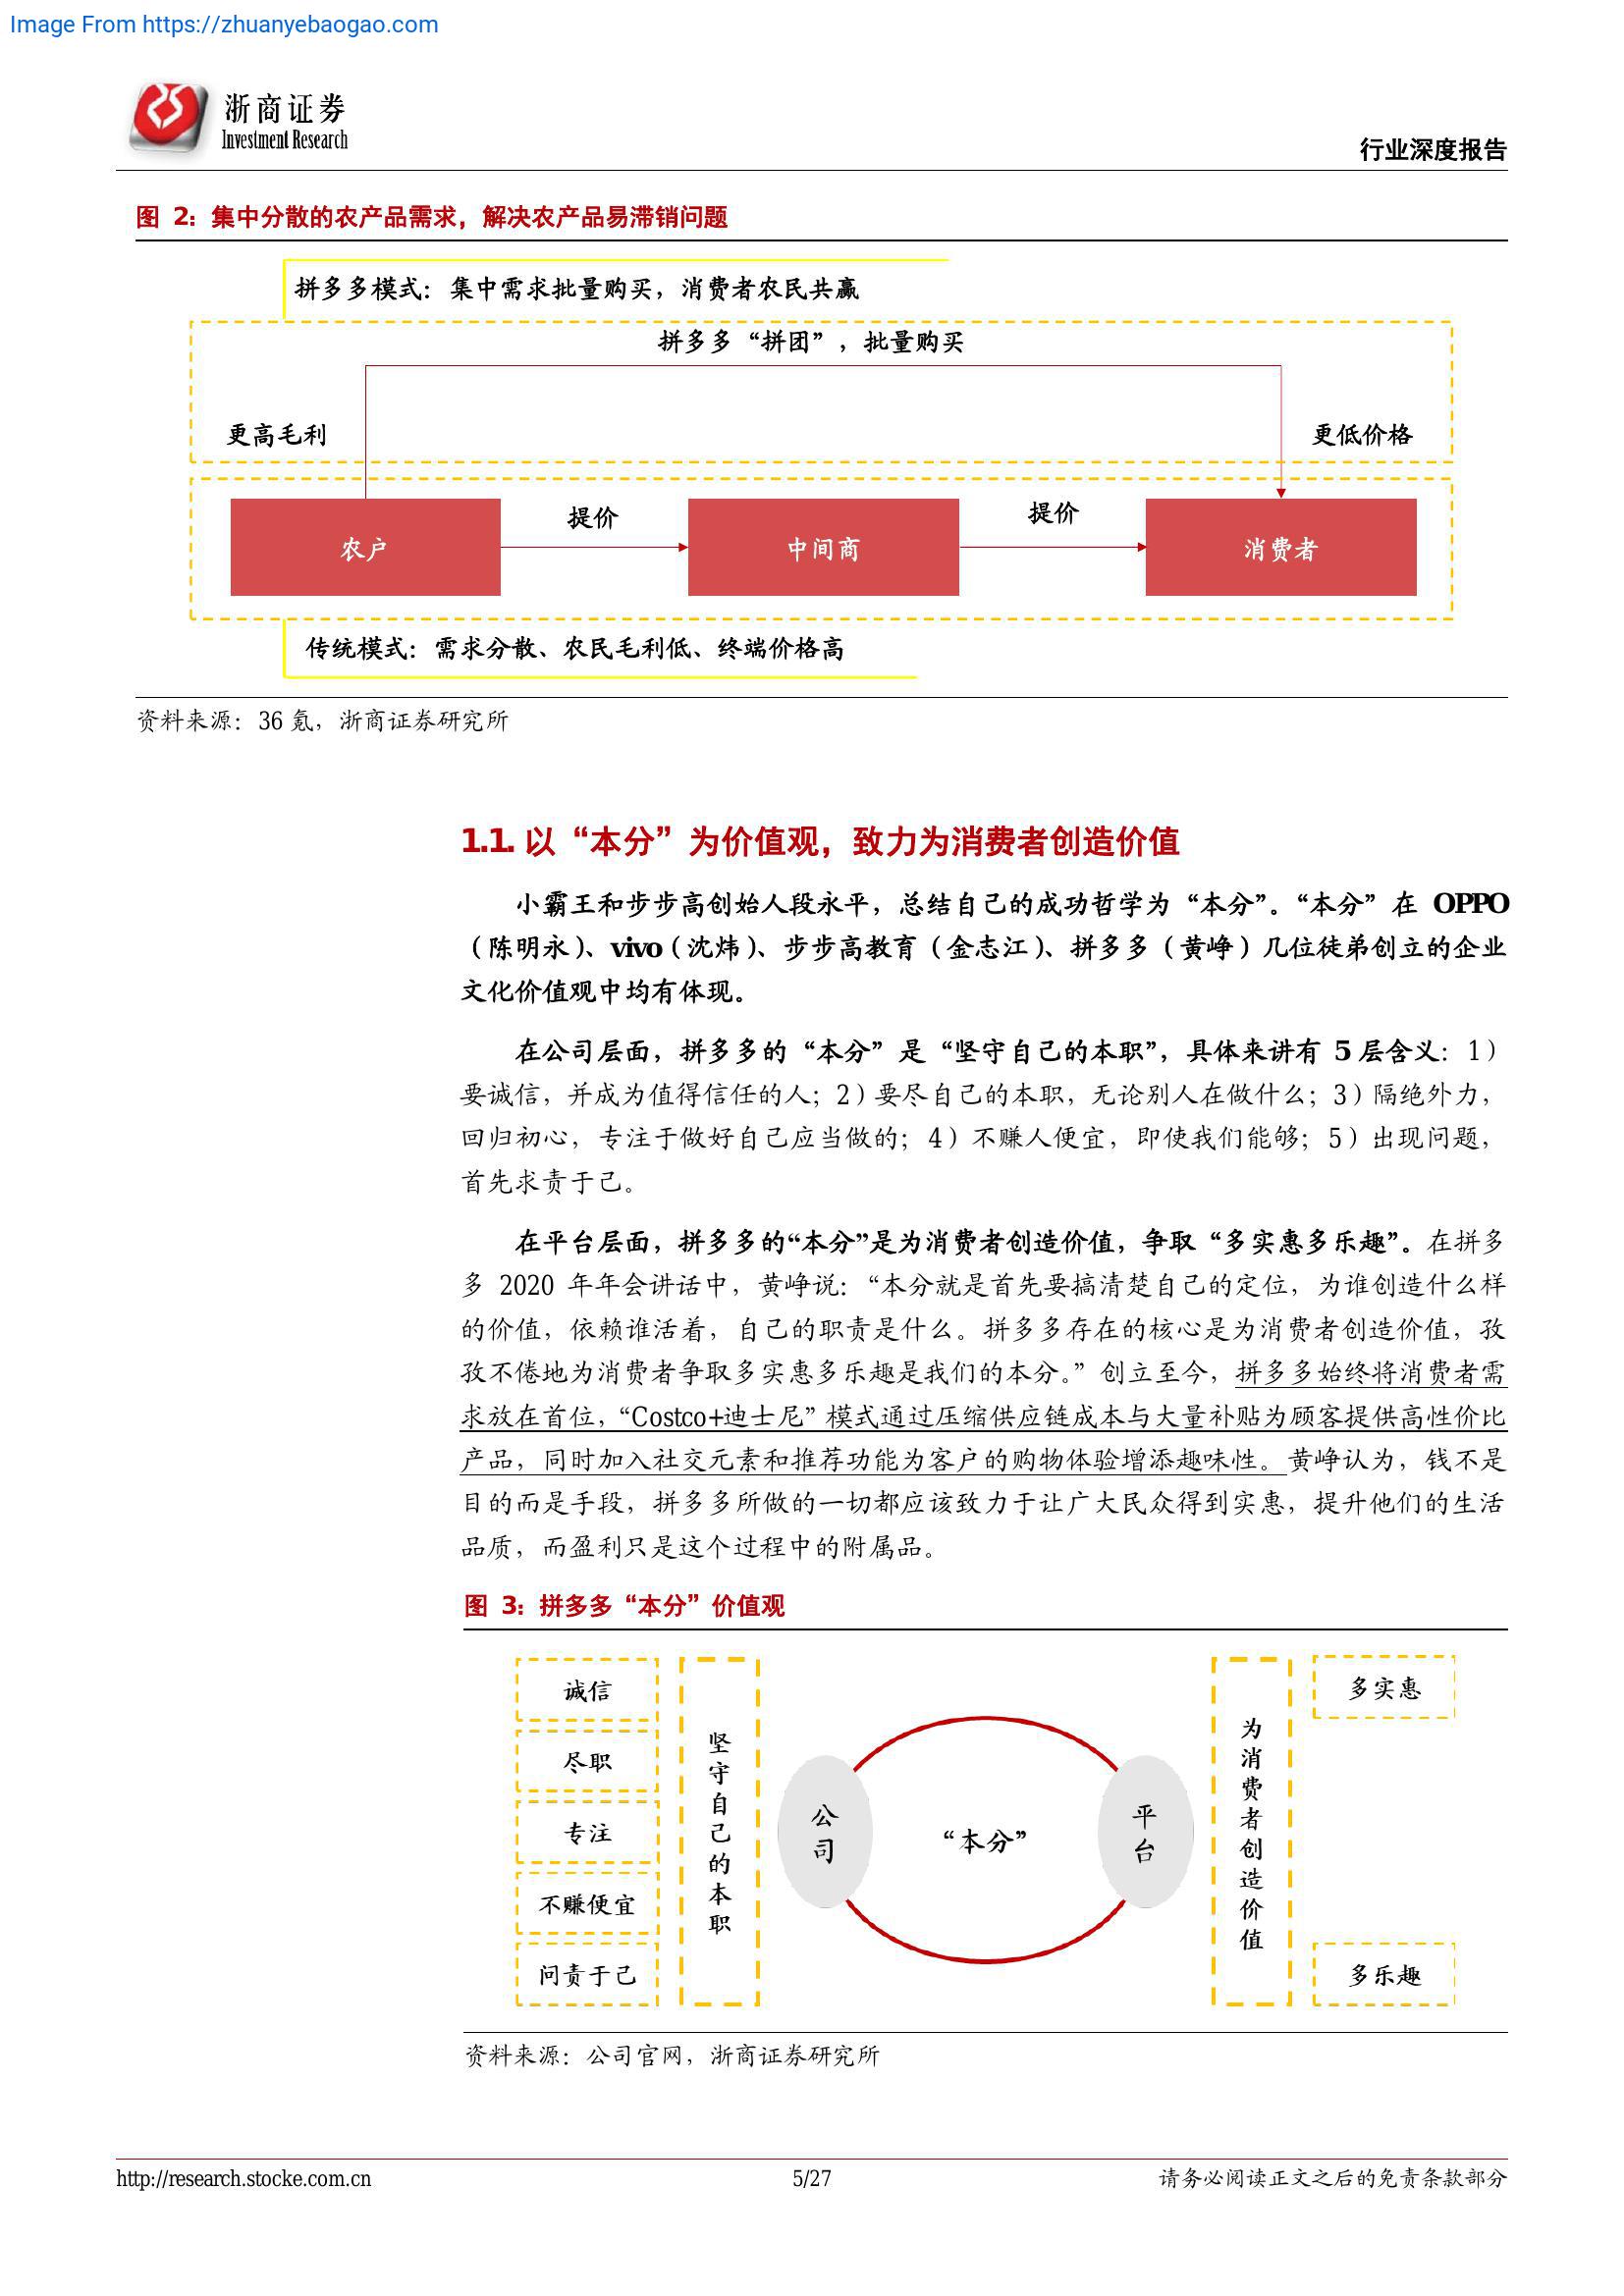 Image From https://zhuanyebaogao.com
浙商证券
Investment Research
行业深度报告
图 2：集中分散的农产品需求，解决农产品易滞销问题
拼多多模式：集中需求批量购买，消费者农民共赢
拼多多“拼团”，批量购买
更高毛利
更低价格
农户
提价
中间商
提价
消费者
传统模式：需求分散、农民毛利低、终端价格高
资料来源：36 氪，浙商证券研究所
1.1. 以“本分”为价值观，致力为消费者创造价值
小霸王和步步高创始人段永平，总结自己的成功哲学为“本分”。“本分”在 OPPO
（陈明永）、vivo（沈炜）、步步高教育（金志江）、拼多多（黄峥）几位徒弟创立的企业
文化价值观中均有体现。
在公司层面，拼多多的“本分”是“坚守自己的本职”，具体来讲有 5 层含义：1）
要诚信，并成为值得信任的人；2）要尽自己的本职，无论别人在做什么；3）隔绝外力，
回归初心，专注于做好自己应当做的；4）不赚人便宜，即使我们能够；5）出现问题，
首先求责于己。
在平台层面，拼多多的“本分”是为消费者创造价值，争取“多实惠多乐趣”。在拼多
多 2020 年年会讲话中，黄峥说：“本分就是首先要搞清楚自己的定位，为谁创造什么样
的价值，依赖谁活着，自己的职责是什么。拼多多存在的核心是为消费者创造价值，孜
孜不倦地为消费者争取多实惠多乐趣是我们的本分。”创立至今，拼多多始终将消费者需
求放在首位，“Costco+迪士尼”模式通过压缩供应链成本与大量补贴为顾客提供高性价比
产品，同时加入社交元素和推荐功能为客户的购物体验增添趣味性。黄峥认为，钱不是
目的而是手段，拼多多所做的一切都应该致力于让广大民众得到实惠，提升他们的生活
品质，而盈利只是这个过程中的附属品。
图 3：拼多多“本分”价值观
诚信
尽职
专注
不赚便宜
问责于己
坚守自己的本职
公司
“本分”
平台
为消费者创造价值
多实惠
多乐趣
资料来源：公司官网，浙商证券研究所
http://research.stocke.com.cn
5/27
请务必阅读正文之后的免责条款部分